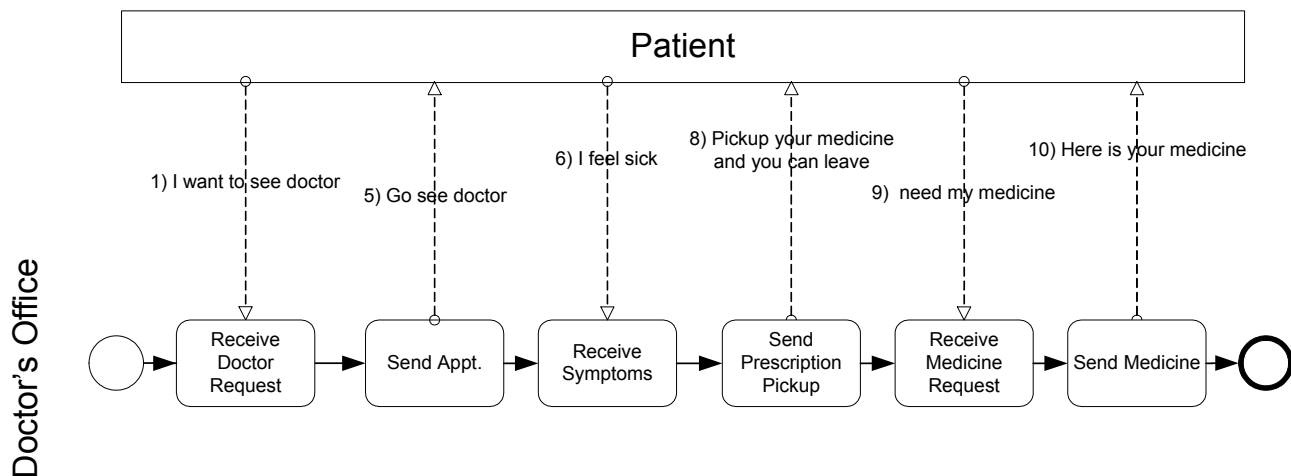 Patient
1) I want to see doctor
5) Go see doctor
6) I feel sick
8) Pickup your medicine
and you can leave
9) need my medicine
10) Here is your medicine
Doctor's Office
Receive
Doctor
Request
Send Appt.
Receive
Symptoms
Send
Prescription
Pickup
Receive
Medicine
Request
Send Medicine